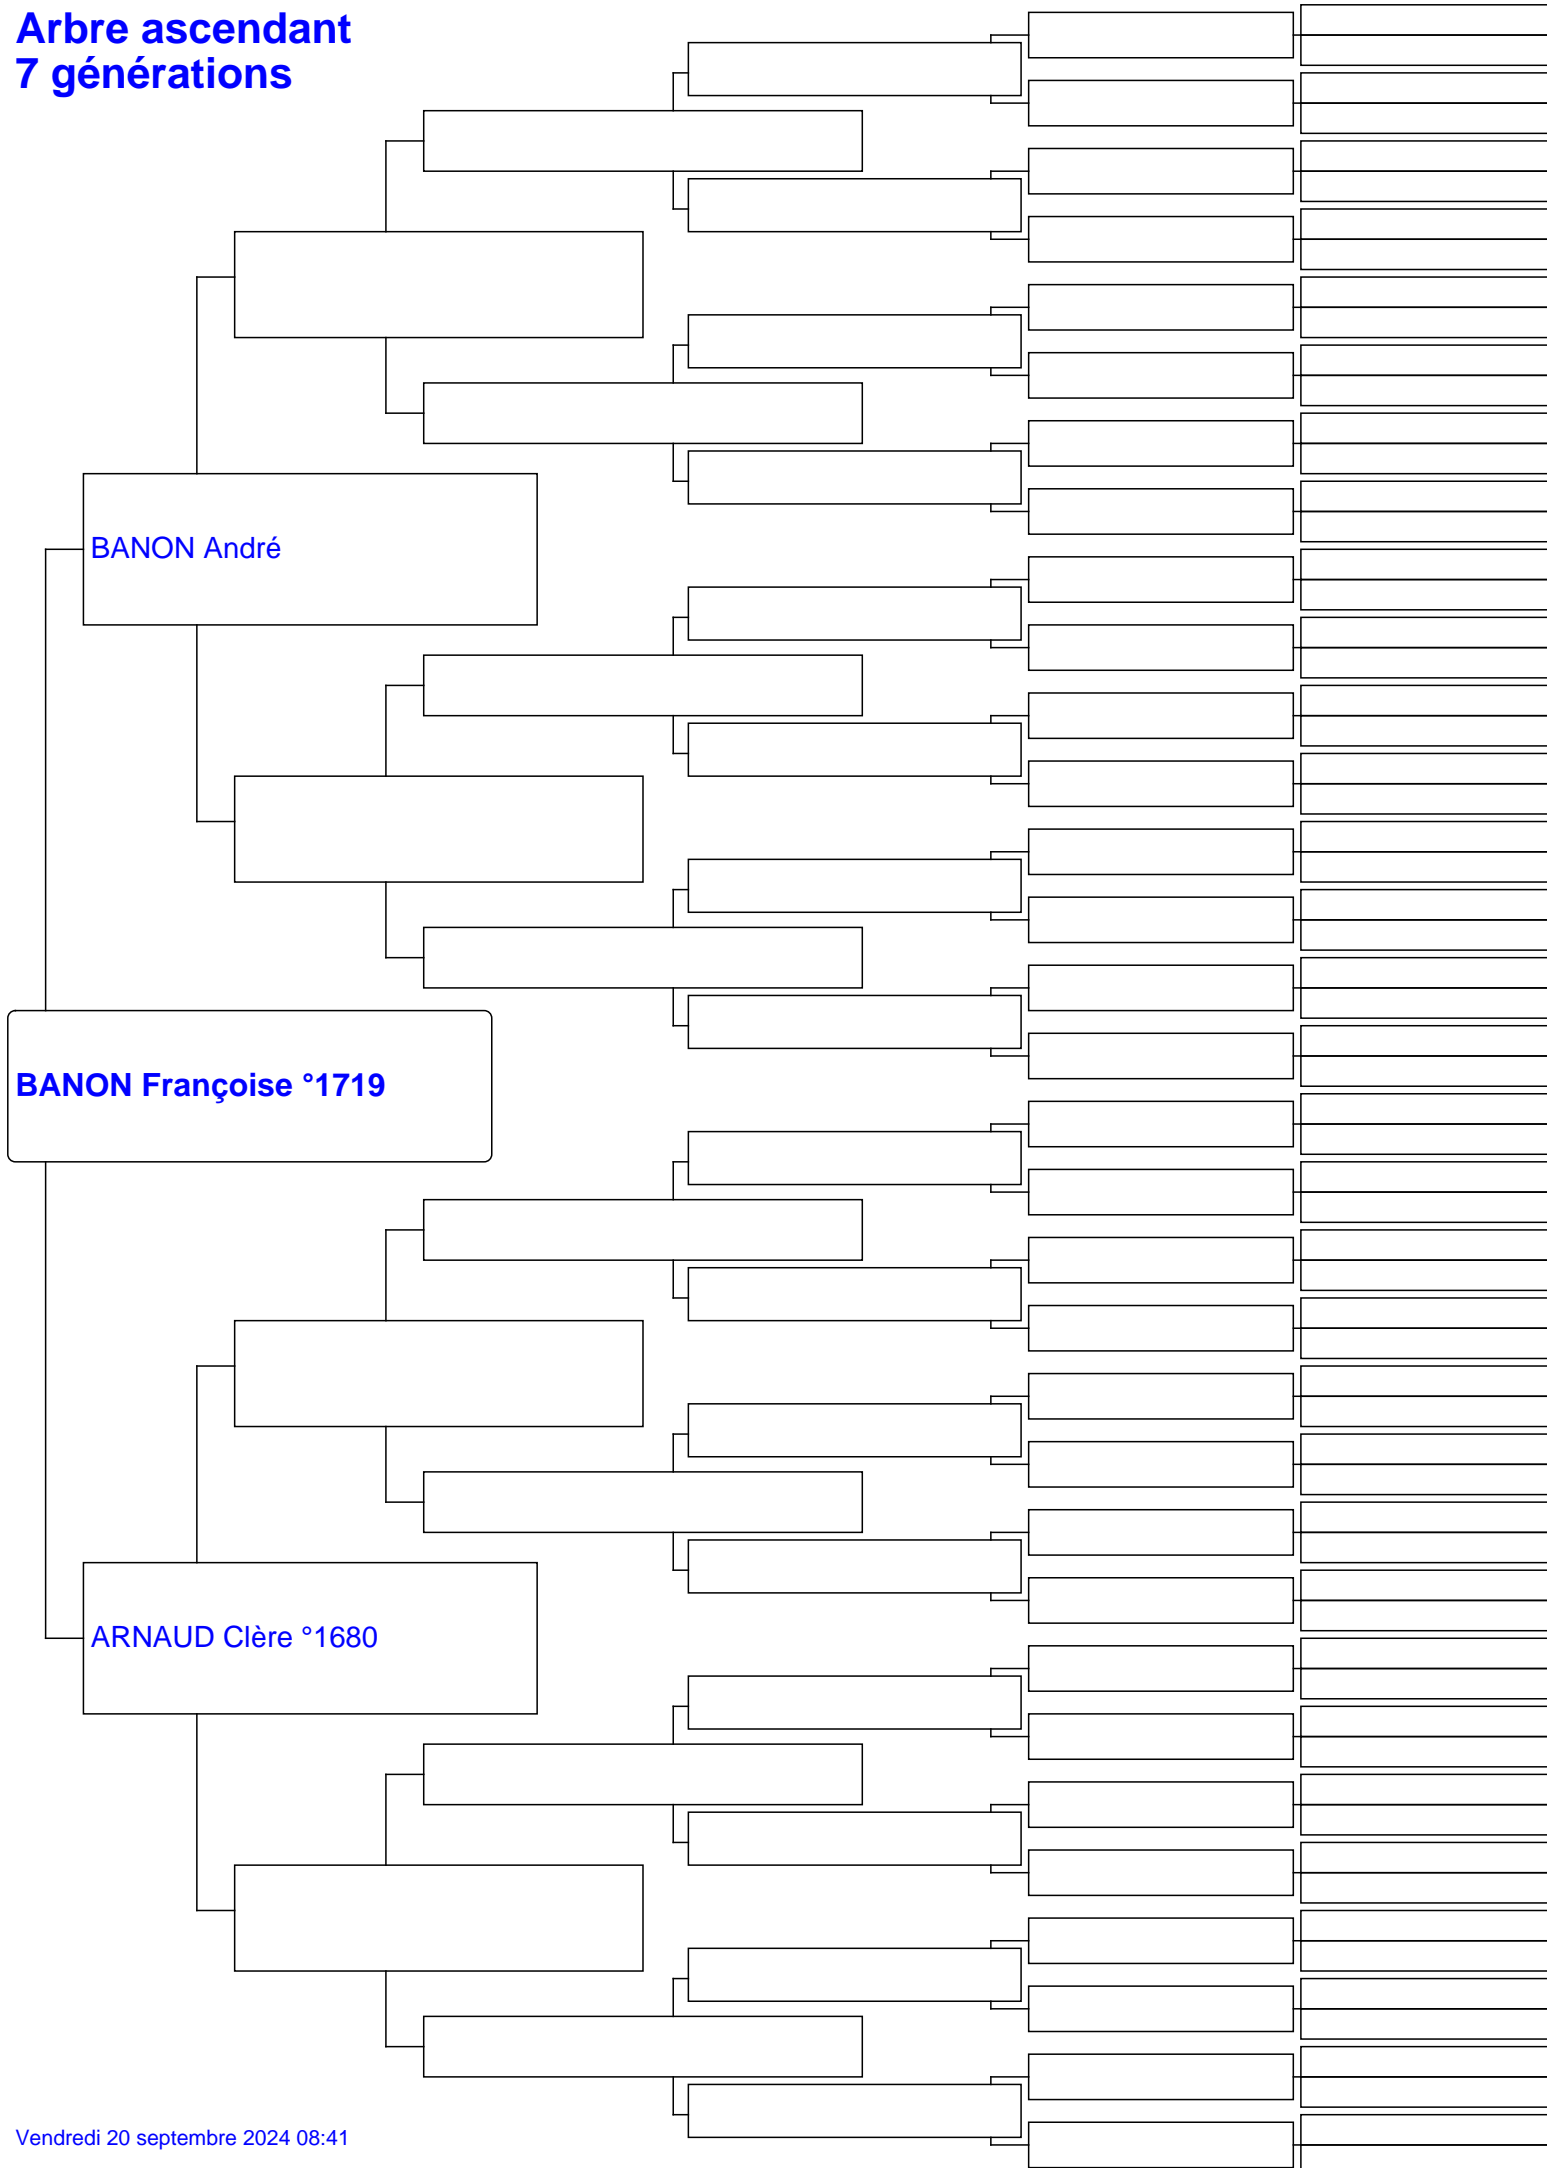 Arbre ascendant
7 générations
BANON André
BANON Françoise °1719
ARNAUD Clère °1680
Vendredi 20 septembre 2024 08:41